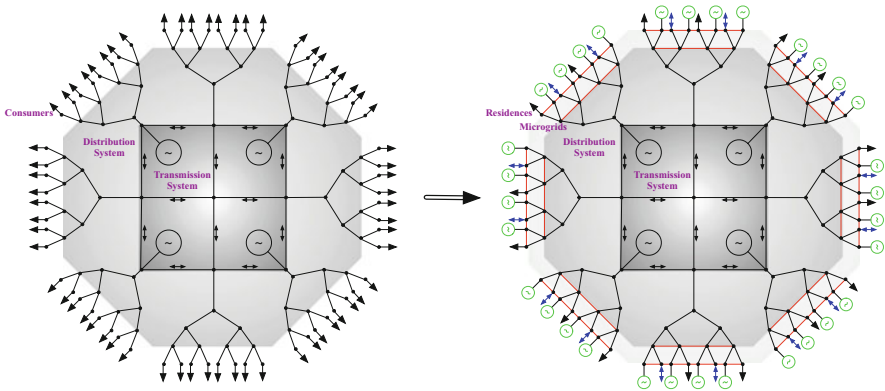 Consumers
Distribution
System
Transmission
System
~
~
~
~
Residences
Microgrids
Distribution
System
Transmission
System
~
~
~
~